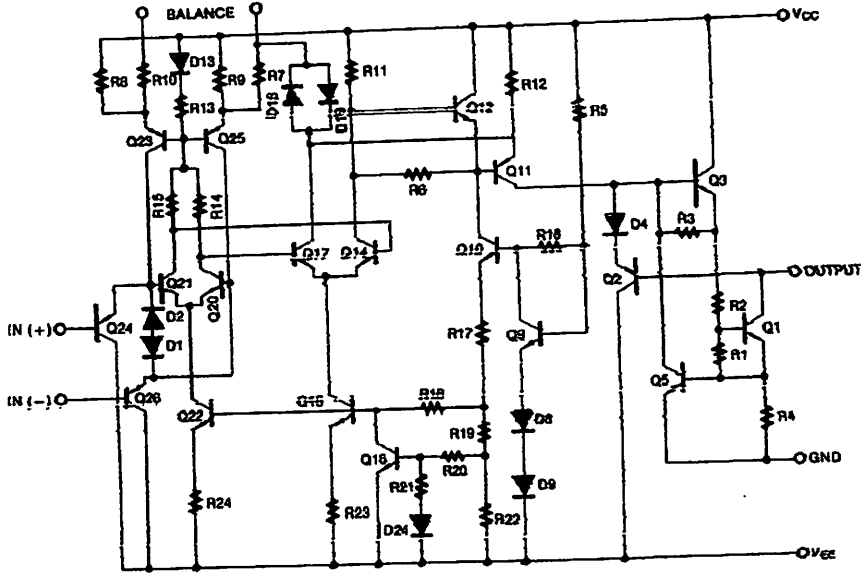 BALANCE
VCC
R8
R10
D13
R9
R7
R11
D18
D19
R12
R5
R13
Q12
Q23
Q25
Q11
Q3
R6
R15
R14
R3
D4
Q17
Q14
Q10
R16
Q2
OUTPUT
Q21
Q20
D2
R2
Q1
IN (+)
Q24
D1
R17
Q9
R1
Q5
IN (-)
Q26
Q22
Q15
R18
D8
R4
R19
Q16
R20
GND
R21
D9
R24
R23
D24
R22
VEE